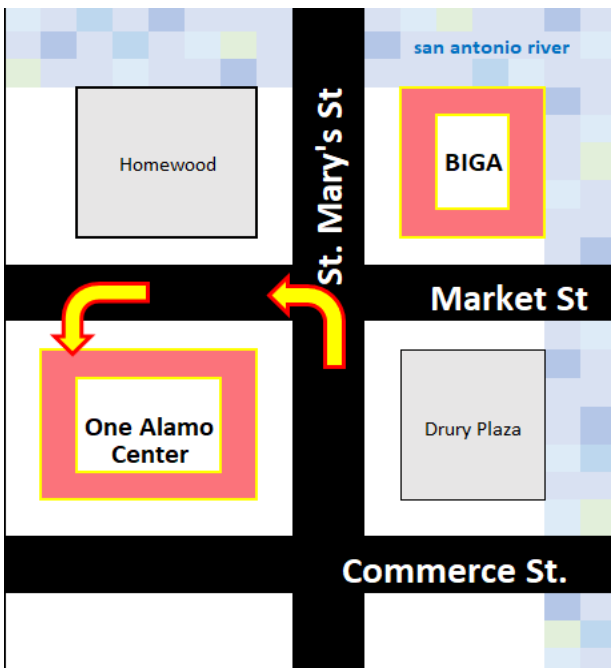 san antonio river
Homewood
St. Mary's St
BIGA
Market St
One Alamo
Center
Drury Plaza
Commerce St.